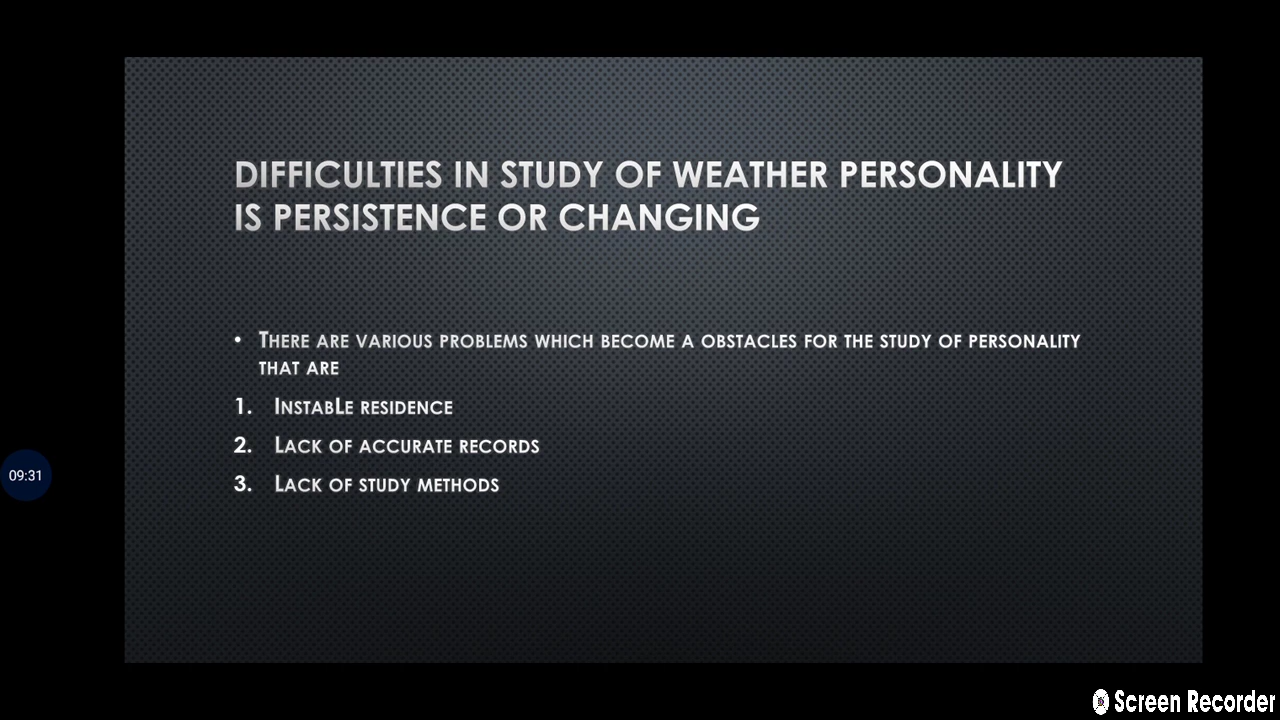 DIFFICULTIES IN STUDY OF WEATHER PERSONALITY
IS PERSISTENCE OR CHANGING
• THERE ARE VARIOUS PROBLEMS WHICH BECOME A OBSTACLES FOR THE STUDY OF PERSONALITY
THAT ARE
1. INSTABLE RESIDENCE
2. LACK OF ACCURATE RECORDS
3. LACK OF STUDY METHODS
09:31
Screen Recorder